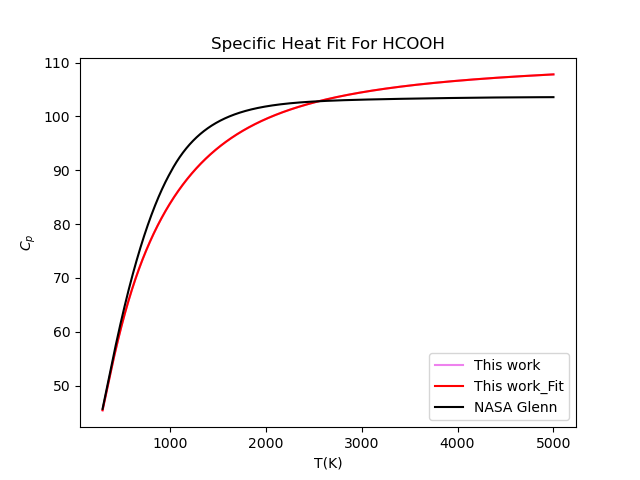 Specific Heat Fit For HCOOH
110
100
90
80
70
60
50
C_p
1000
2000
3000
4000
5000
T(K)
This work
This work_Fit
NASA Glenn